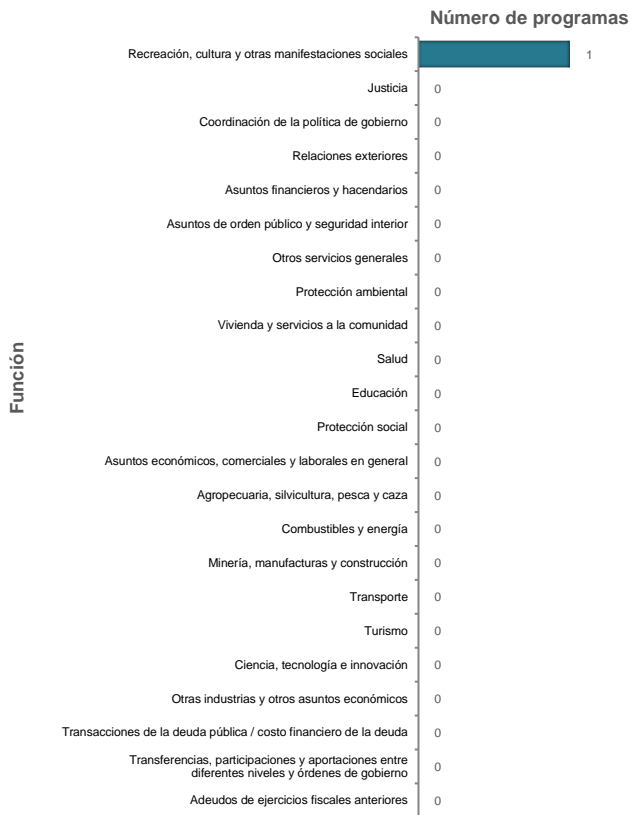 Número de programas
Recreación, cultura y otras manifestaciones sociales 1
Justicia 0
Coordinación de la política de gobierno 0
Relaciones exteriores 0
Asuntos financieros y hacendarios 0
Asuntos de orden público y seguridad interior 0
Otros servicios generales 0
Protección ambiental 0
Vivienda y servicios a la comunidad 0
Salud 0
Educación 0
Protección social 0
Asuntos económicos, comerciales y laborales en general 0
Agropecuaria, silvicultura, pesca y caza 0
Combustibles y energía 0
Minería, manufacturas y construcción 0
Transporte 0
Turismo 0
Ciencia, tecnología e innovación 0
Otras industrias y otros asuntos económicos 0
Transacciones de la deuda pública / costo financiero de la deuda 0
Transferencias, participaciones y aportaciones entre
diferentes niveles y órdenes de gobierno 0
Adeudos de ejercicios fiscales anteriores 0
Función